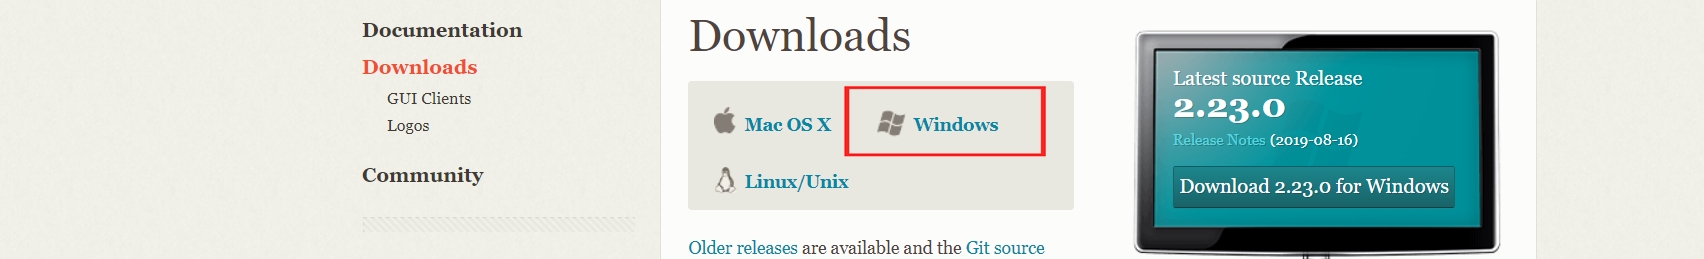 Documentation
Downloads
GUI Clients
Logos
Community
Downloads
Mac OS X
Windows
Linux/Unix
Older releases are available and the Git source
Latest source Release
2.23.0
Release Notes (2019-08-16)
Download 2.23.0 for Windows